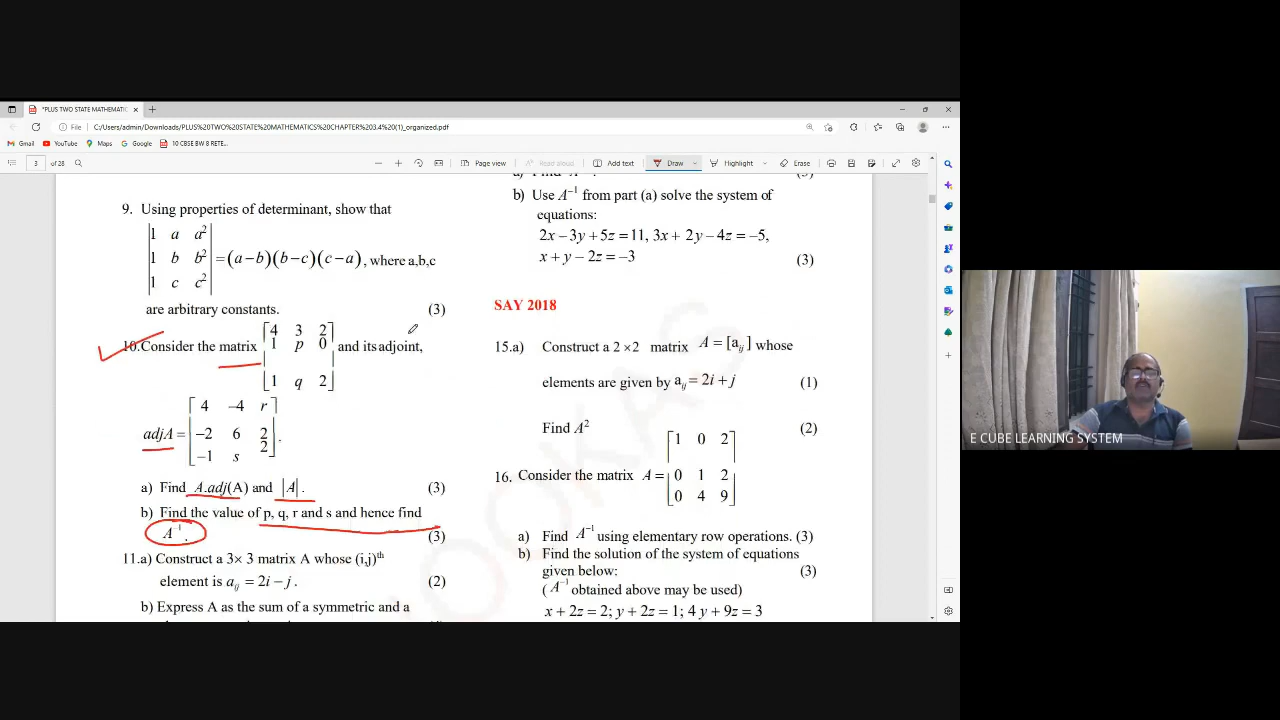 *PLUS TWO STATE MATHEMATIC
File C:/Users/admin/Downloads/PLUS%20TWO%20STATE%20MATHEMATICS%20CHAPTER%203.4%20(1)_organized.pdf
Gmail YouTube Maps Google 10 CBSE BW 8 RETE...
3 of 28 Page view Read aloud Add text Draw Highlight Erase
9. Using properties of determinant, show that
|1 a a²|
|1 b b²| = (a−b)(b−c)(c−a), where a,b,c
|1 c c²|
are arbitrary constants. (3)
10. Consider the matrix [4 3 2
1 p 0 and its adjoint,
1 q 2]
adjA = [4 −4 r
−2 6 2
2
−1 s ].
a) Find A.adj(A) and |A|. (3)
b) Find the value of p, q, r and s and hence find
A⁻¹. (3)
11.a) Construct a 3× 3 matrix A whose (i,j)th
element is aij = 2i − j. (2)
b) Express A as the sum of a symmetric and a
b) Use A⁻¹ from part (a) solve the system of
equations:
2x−3y+5z=11, 3x+2y−4z=−5,
x+y−2z=−3 (3)
SAY 2018
15.a) Construct a 2×2 matrix A=[aij] whose
elements are given by aij = 2i + j (1)
Find A² (2)
16. Consider the matrix A = [1 0 2
0 1 2
0 4 9]
a) Find A⁻¹ using elementary row operations. (3)
b) Find the solution of the system of equations
given below: (3)
(A⁻¹ obtained above may be used)
x+2z=2; y+2z=1; 4y+9z=3
E CUBE LEARNING SYSTEM